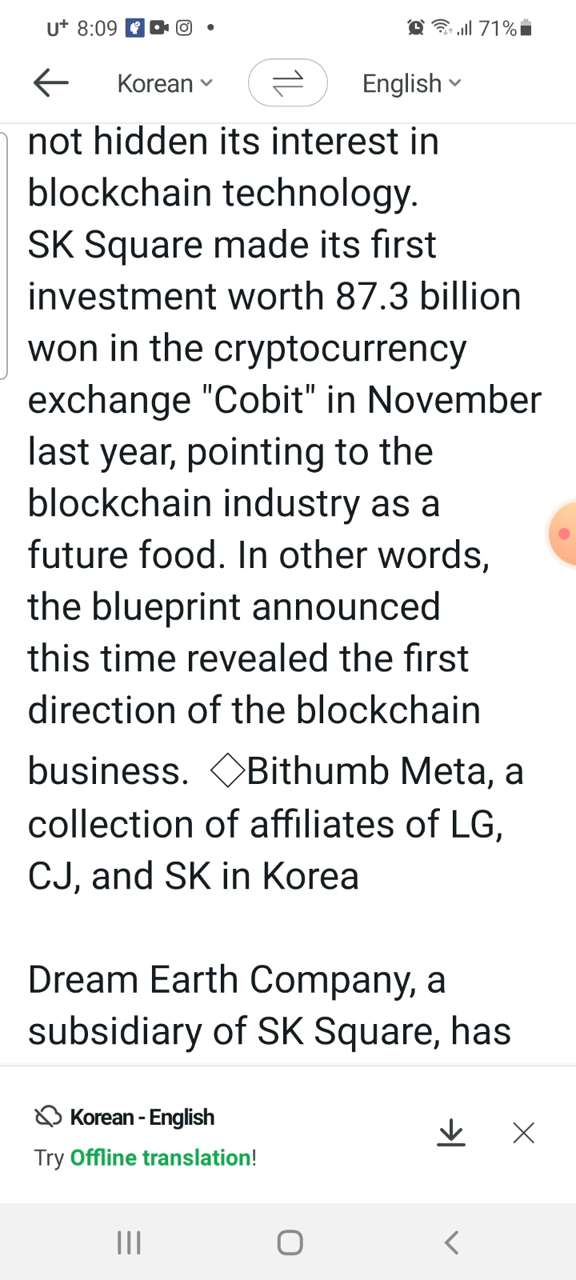 U+ 8:09 71%
Korean English
not hidden its interest in
blockchain technology.
SK Square made its first
investment worth 87.3 billion
won in the cryptocurrency
exchange "Cobit" in November
last year, pointing to the
blockchain industry as a
future food. In other words,
the blueprint announced
this time revealed the first
direction of the blockchain
business. ◇Bithumb Meta, a
collection of affiliates of LG,
CJ, and SK in Korea
Dream Earth Company, a
subsidiary of SK Square, has
Korean - English
Try Offline translation!